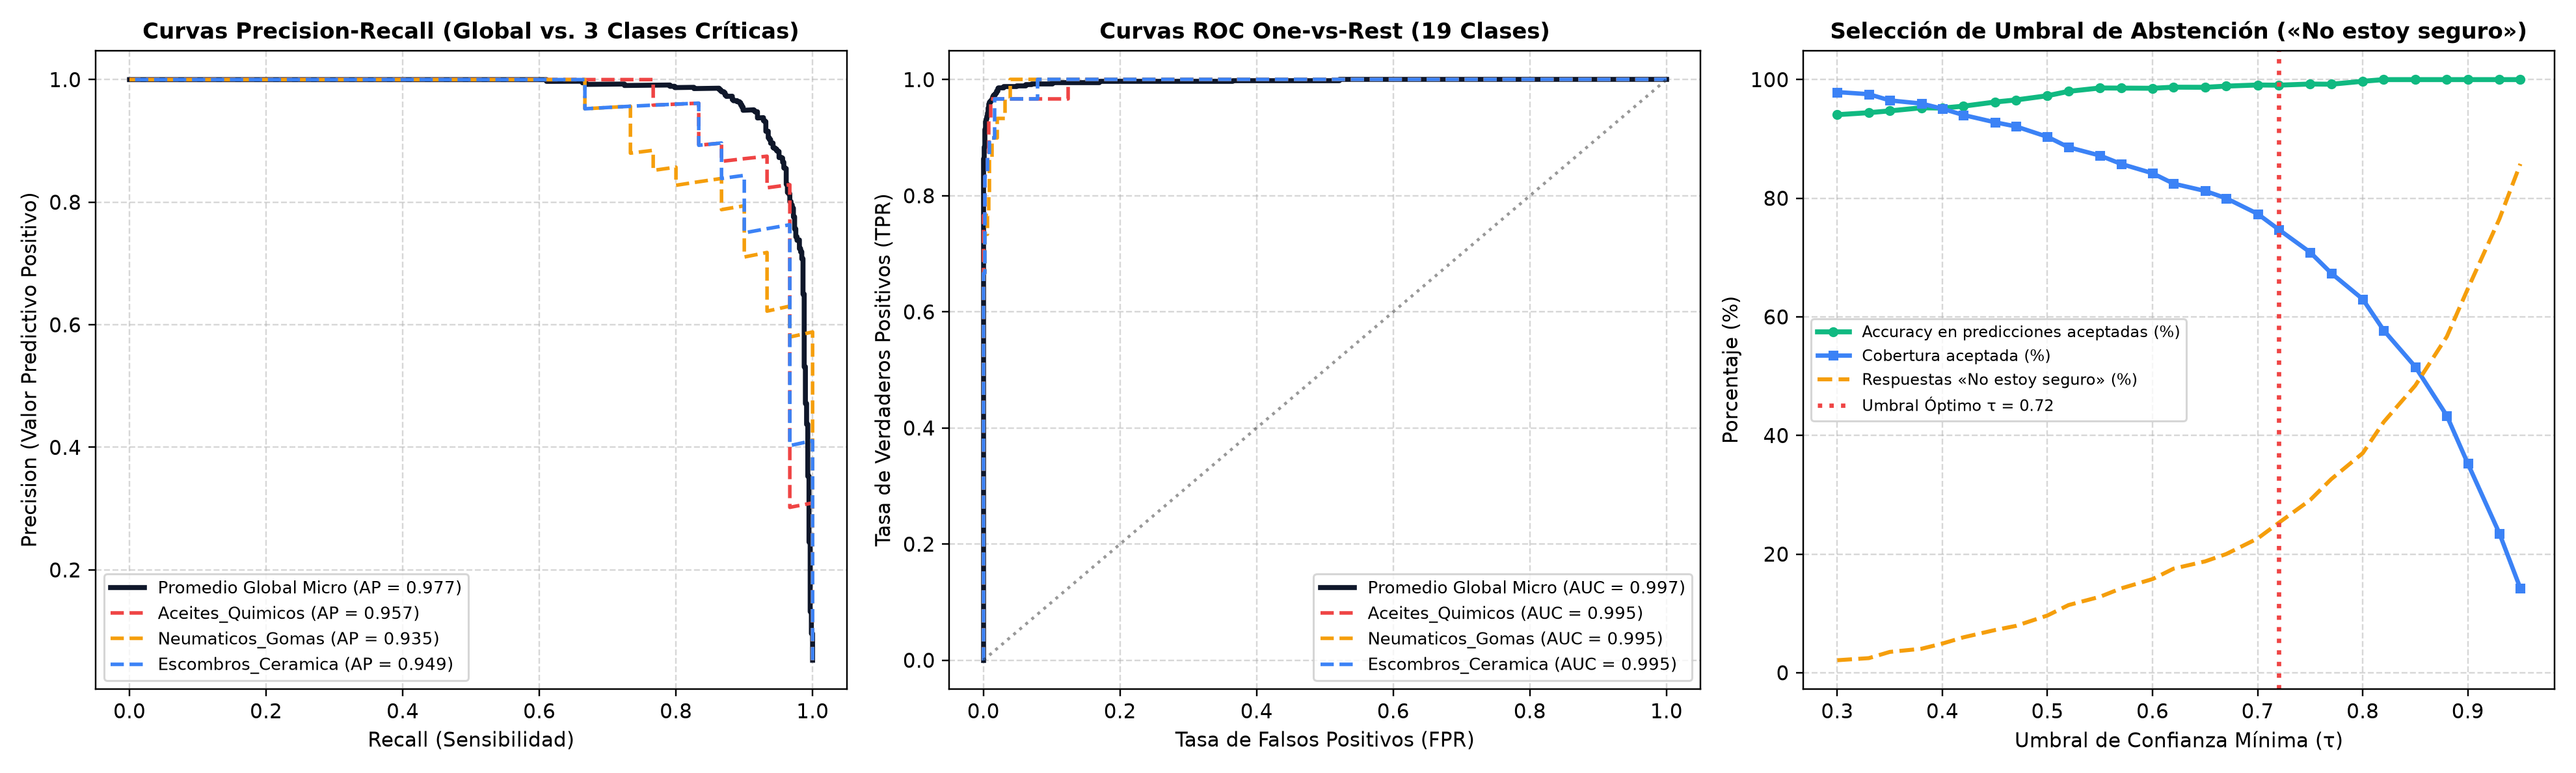 Curvas Precision-Recall (Global vs. 3 Clases Críticas)
Precision (Valor Predictivo Positivo)
1.0
0.8
0.6
0.4
0.2
Promedio Global Micro (AP = 0.977)
Aceites_Quimicos (AP = 0.957)
Neumaticos_Gomas (AP = 0.935)
Escombros_Ceramica (AP = 0.949)
0.0 0.2 0.4 0.6 0.8 1.0
Recall (Sensibilidad)
Curvas ROC One-vs-Rest (19 Clases)
Tasa de Verdaderos Positivos (TPR)
1.0
0.8
0.6
0.4
0.2
0.0
Promedio Global Micro (AUC = 0.997)
Aceites_Quimicos (AUC = 0.995)
Neumaticos_Gomas (AUC = 0.995)
Escombros_Ceramica (AUC = 0.995)
0.0 0.2 0.4 0.6 0.8 1.0
Tasa de Falsos Positivos (FPR)
Selección de Umbral de Abstención («No estoy seguro»)
Porcentaje (%)
100
80
60
40
20
0
Accuracy en predicciones aceptadas (%)
Cobertura aceptada (%)
Respuestas «No estoy seguro» (%)
Umbral Óptimo τ = 0.72
0.3 0.4 0.5 0.6 0.7 0.8 0.9
Umbral de Confianza Mínima (τ)